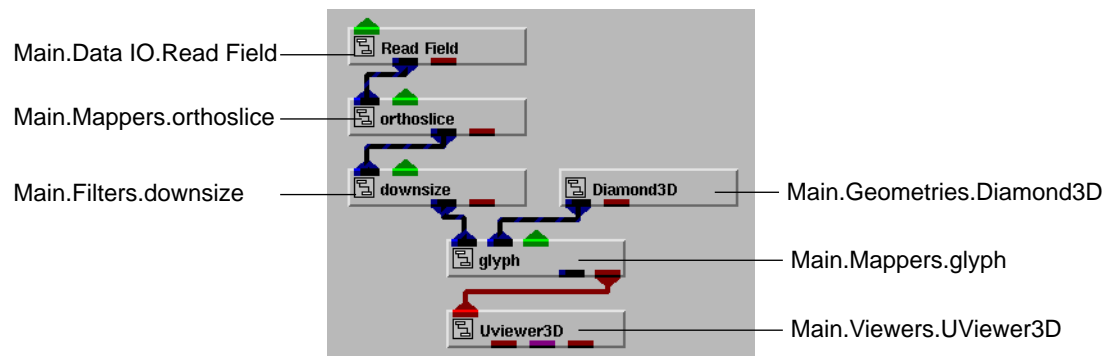 Main.Data IO.Read Field
Read Field
Main.Mappers.orthoslice
orthoslice
Main.Filters.downsize
downsize
Diamond3D
Main.Geometries.Diamond3D
glyph
Main.Mappers.glyph
Uviewer3D
Main.Viewers.UViewer3D